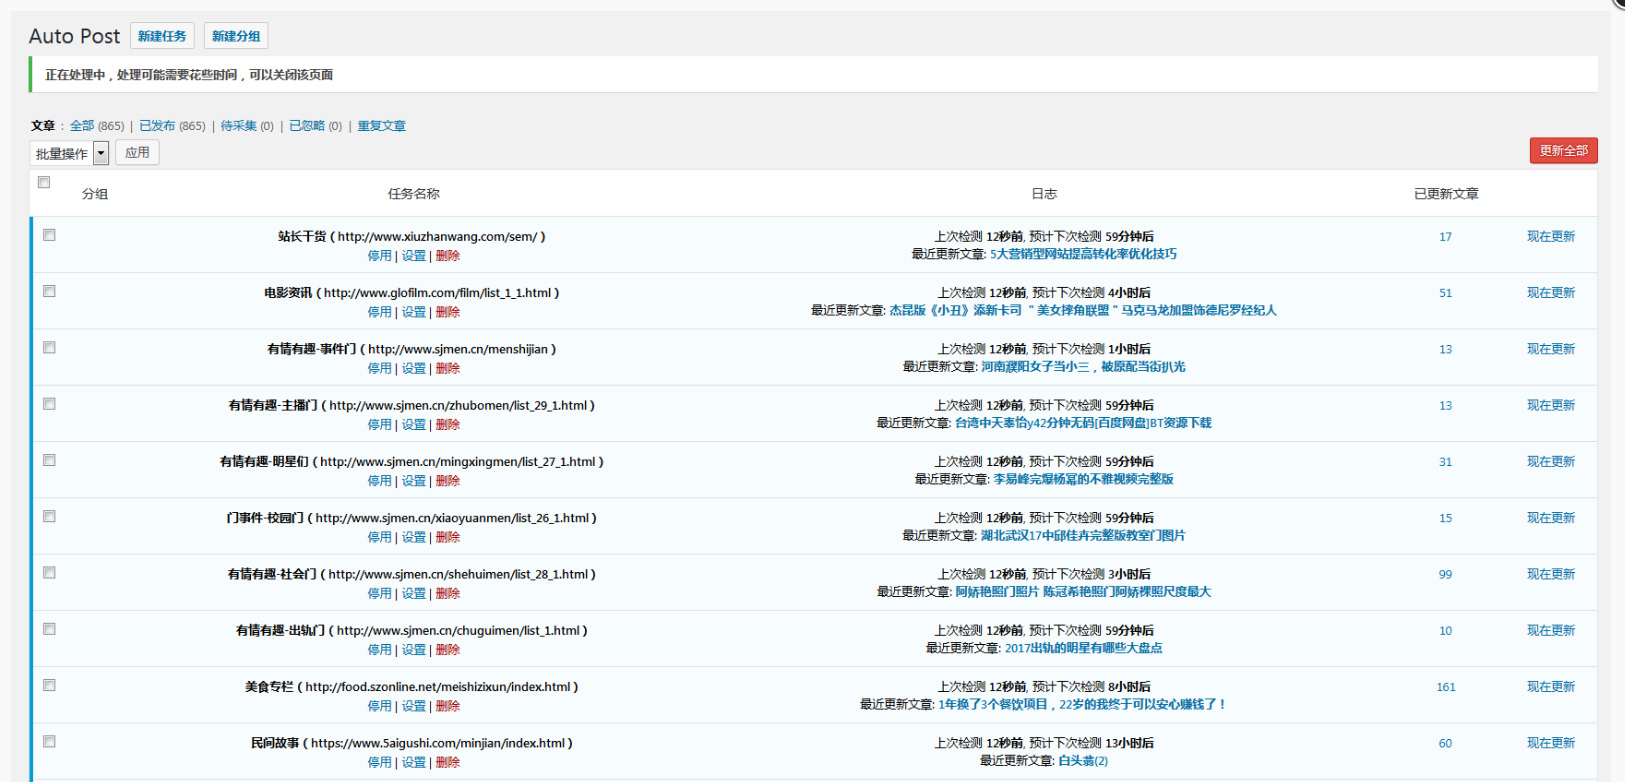 Auto Post 新建任务 新建分组
正在处理中，处理可能需要花些时间，可以关闭该页面
文章 : 全部 (865) | 已发布 (865) | 待采集 (0) | 已忽略 (0) | 重复文章
批量操作 应用 更新全部
分组 任务名称 日志 已更新文章
站长干货 ( http://www.xiuzhanwang.com/sem/ ) 上次检测 12秒前, 预计下次检测 59分钟后 17 现在更新
停用 | 设置 | 删除 最近更新文章: 5大营销型网站提高转化率优化技巧
电影资讯 ( http://www.glofilm.com/film/list_1_1.html ) 上次检测 12秒前, 预计下次检测 4小时后 51 现在更新
停用 | 设置 | 删除 最近更新文章: 杰昆版《小丑》添新卡司 "美女摔角联盟"马克马龙加盟饰德尼罗经纪人
有情有趣-事件门 ( http://www.sjmen.cn/menshijian ) 上次检测 12秒前, 预计下次检测 1小时后 13 现在更新
停用 | 设置 | 删除 最近更新文章: 河南濮阳女子当小三，被原配当街扒光
有情有趣-主播门 ( http://www.sjmen.cn/zhubomen/list_29_1.html ) 上次检测 12秒前, 预计下次检测 59分钟后 13 现在更新
停用 | 设置 | 删除 最近更新文章: 台湾中天辜怡y42分钟无码[百度网盘]BT资源下载
有情有趣-明星们 ( http://www.sjmen.cn/mingxingmen/list_27_1.html ) 上次检测 12秒前, 预计下次检测 59分钟后 31 现在更新
停用 | 设置 | 删除 最近更新文章: 李易峰完爆杨幂的不雅视频完整版
门事件-校园门 ( http://www.sjmen.cn/xiaoyuanmen/list_26_1.html ) 上次检测 12秒前, 预计下次检测 59分钟后 15 现在更新
停用 | 设置 | 删除 最近更新文章: 湖北武汉17中邱佳卉完整版教室门图片
有情有趣-社会门 ( http://www.sjmen.cn/shehuimen/list_28_1.html ) 上次检测 12秒前, 预计下次检测 3小时后 99 现在更新
停用 | 设置 | 删除 最近更新文章: 阿娇艳照门照片 陈冠希艳照门阿娇裸照尺度最大
有情有趣-出轨门 ( http://www.sjmen.cn/chuguimen/list_1.html ) 上次检测 12秒前, 预计下次检测 59分钟后 10 现在更新
停用 | 设置 | 删除 最近更新文章: 2017出轨的明星有哪些大盘点
美食专栏 ( http://food.szonline.net/meishizixun/index.html ) 上次检测 12秒前, 预计下次检测 8小时后 161 现在更新
停用 | 设置 | 删除 最近更新文章: 1年换了3个餐饮项目，22岁的我终于可以安心赚钱了！
民间故事 ( https://www.5aigushi.com/minjian/index.html ) 上次检测 12秒前, 预计下次检测 13小时后 60 现在更新
停用 | 设置 | 删除 最近更新文章: 白头翁(2)